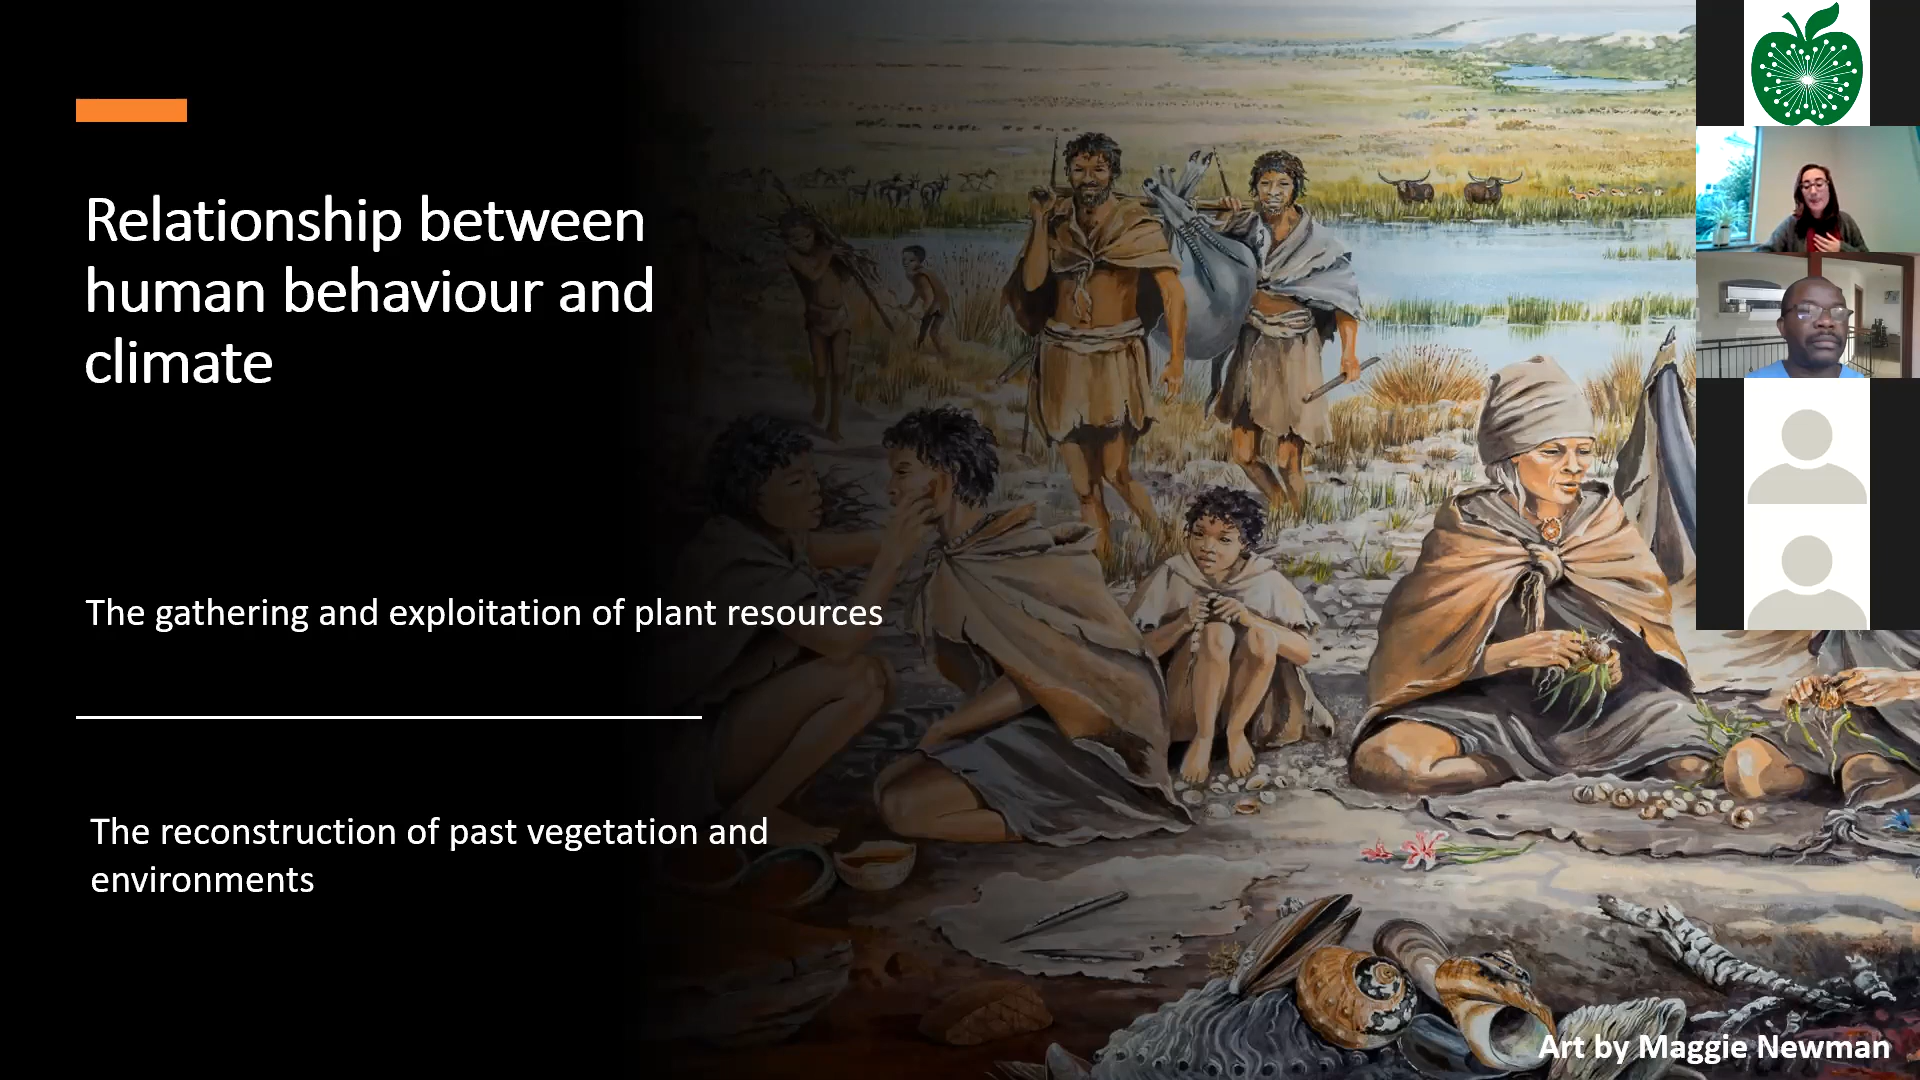 Relationship between
human behaviour and
climate
The gathering and exploitation of plant resources
The reconstruction of past vegetation and
environments
Art by Maggie Newman